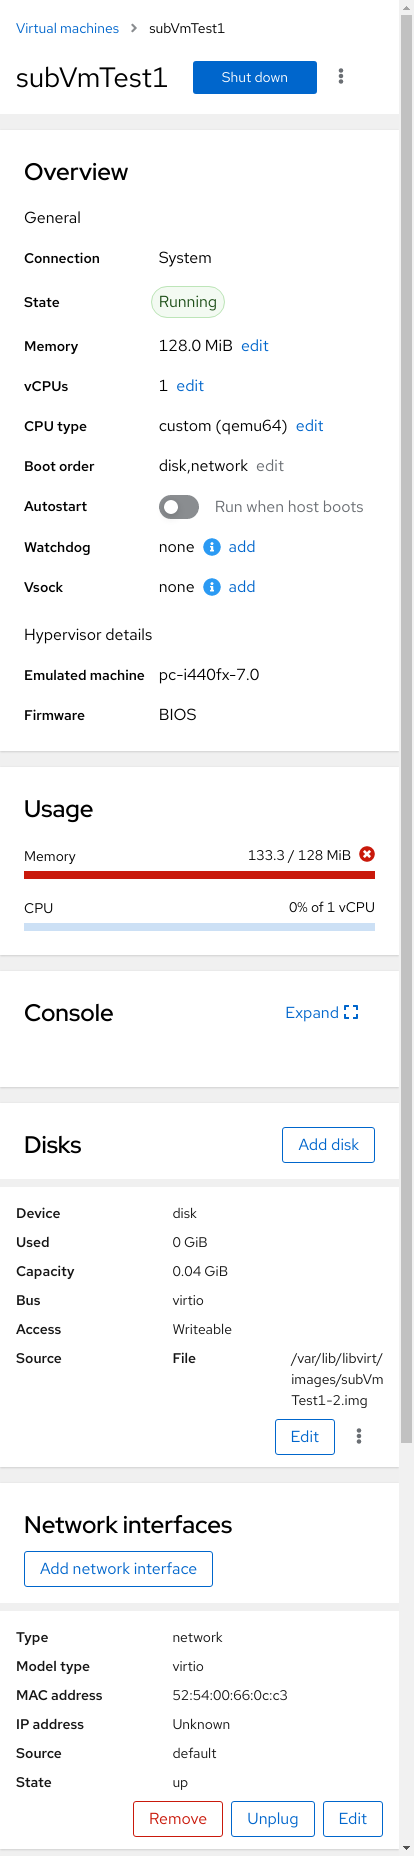 Virtual machines > subVmTest1
subVmTest1 Shut down
Overview
General
Connection System
State Running
Memory 128.0 MiB edit
vCPUs 1 edit
CPU type custom (qemu64) edit
Boot order disk,network edit
Autostart Run when host boots
Watchdog none add
Vsock none add
Hypervisor details
Emulated machine pc-i440fx-7.0
Firmware BIOS
Usage
Memory 133.3 / 128 MiB
CPU 0% of 1 vCPU
Console Expand
Disks Add disk
Device disk
Used 0 GiB
Capacity 0.04 GiB
Bus virtio
Access Writeable
Source File /var/lib/libvirt/
images/subVm
Test1-2.img
Edit
Network interfaces
Add network interface
Type network
Model type virtio
MAC address 52:54:00:66:0c:c3
IP address Unknown
Source default
State up
Remove Unplug Edit